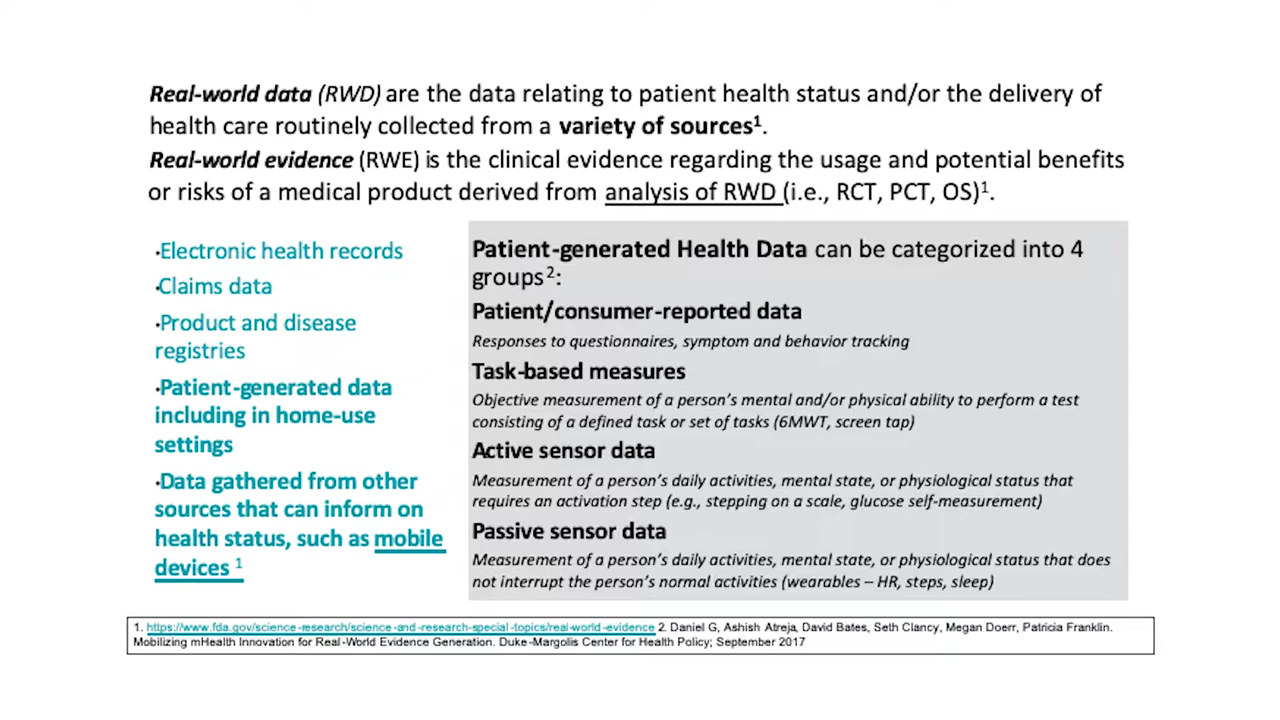 Real-world data (RWD) are the data relating to patient health status and/or the delivery of
health care routinely collected from a variety of sources¹.
Real-world evidence (RWE) is the clinical evidence regarding the usage and potential benefits
or risks of a medical product derived from analysis of RWD (i.e., RCT, PCT, OS)¹.
·Electronic health records
·Claims data
·Product and disease
registries
·Patient-generated data
including in home-use
settings
·Data gathered from other
sources that can inform on
health status, such as mobile
devices ¹
Patient-generated Health Data can be categorized into 4
groups²:
Patient/consumer-reported data
Responses to questionnaires, symptom and behavior tracking
Task-based measures
Objective measurement of a person's mental and/or physical ability to perform a test
consisting of a defined task or set of tasks (6MWT, screen tap)
Active sensor data
Measurement of a person's daily activities, mental state, or physiological status that
requires an activation step (e.g., stepping on a scale, glucose self-measurement)
Passive sensor data
Measurement of a person's daily activities, mental state, or physiological status that does
not interrupt the person's normal activities (wearables – HR, steps, sleep)
1. https://www.fda.gov/science-research/science-and-research-special-topics/real-world-evidence 2. Daniel G, Ashish Atreja, David Bates, Seth Clancy, Megan Doerr, Patricia Franklin.
Mobilizing mHealth Innovation for Real-World Evidence Generation. Duke-Margolis Center for Health Policy; September 2017